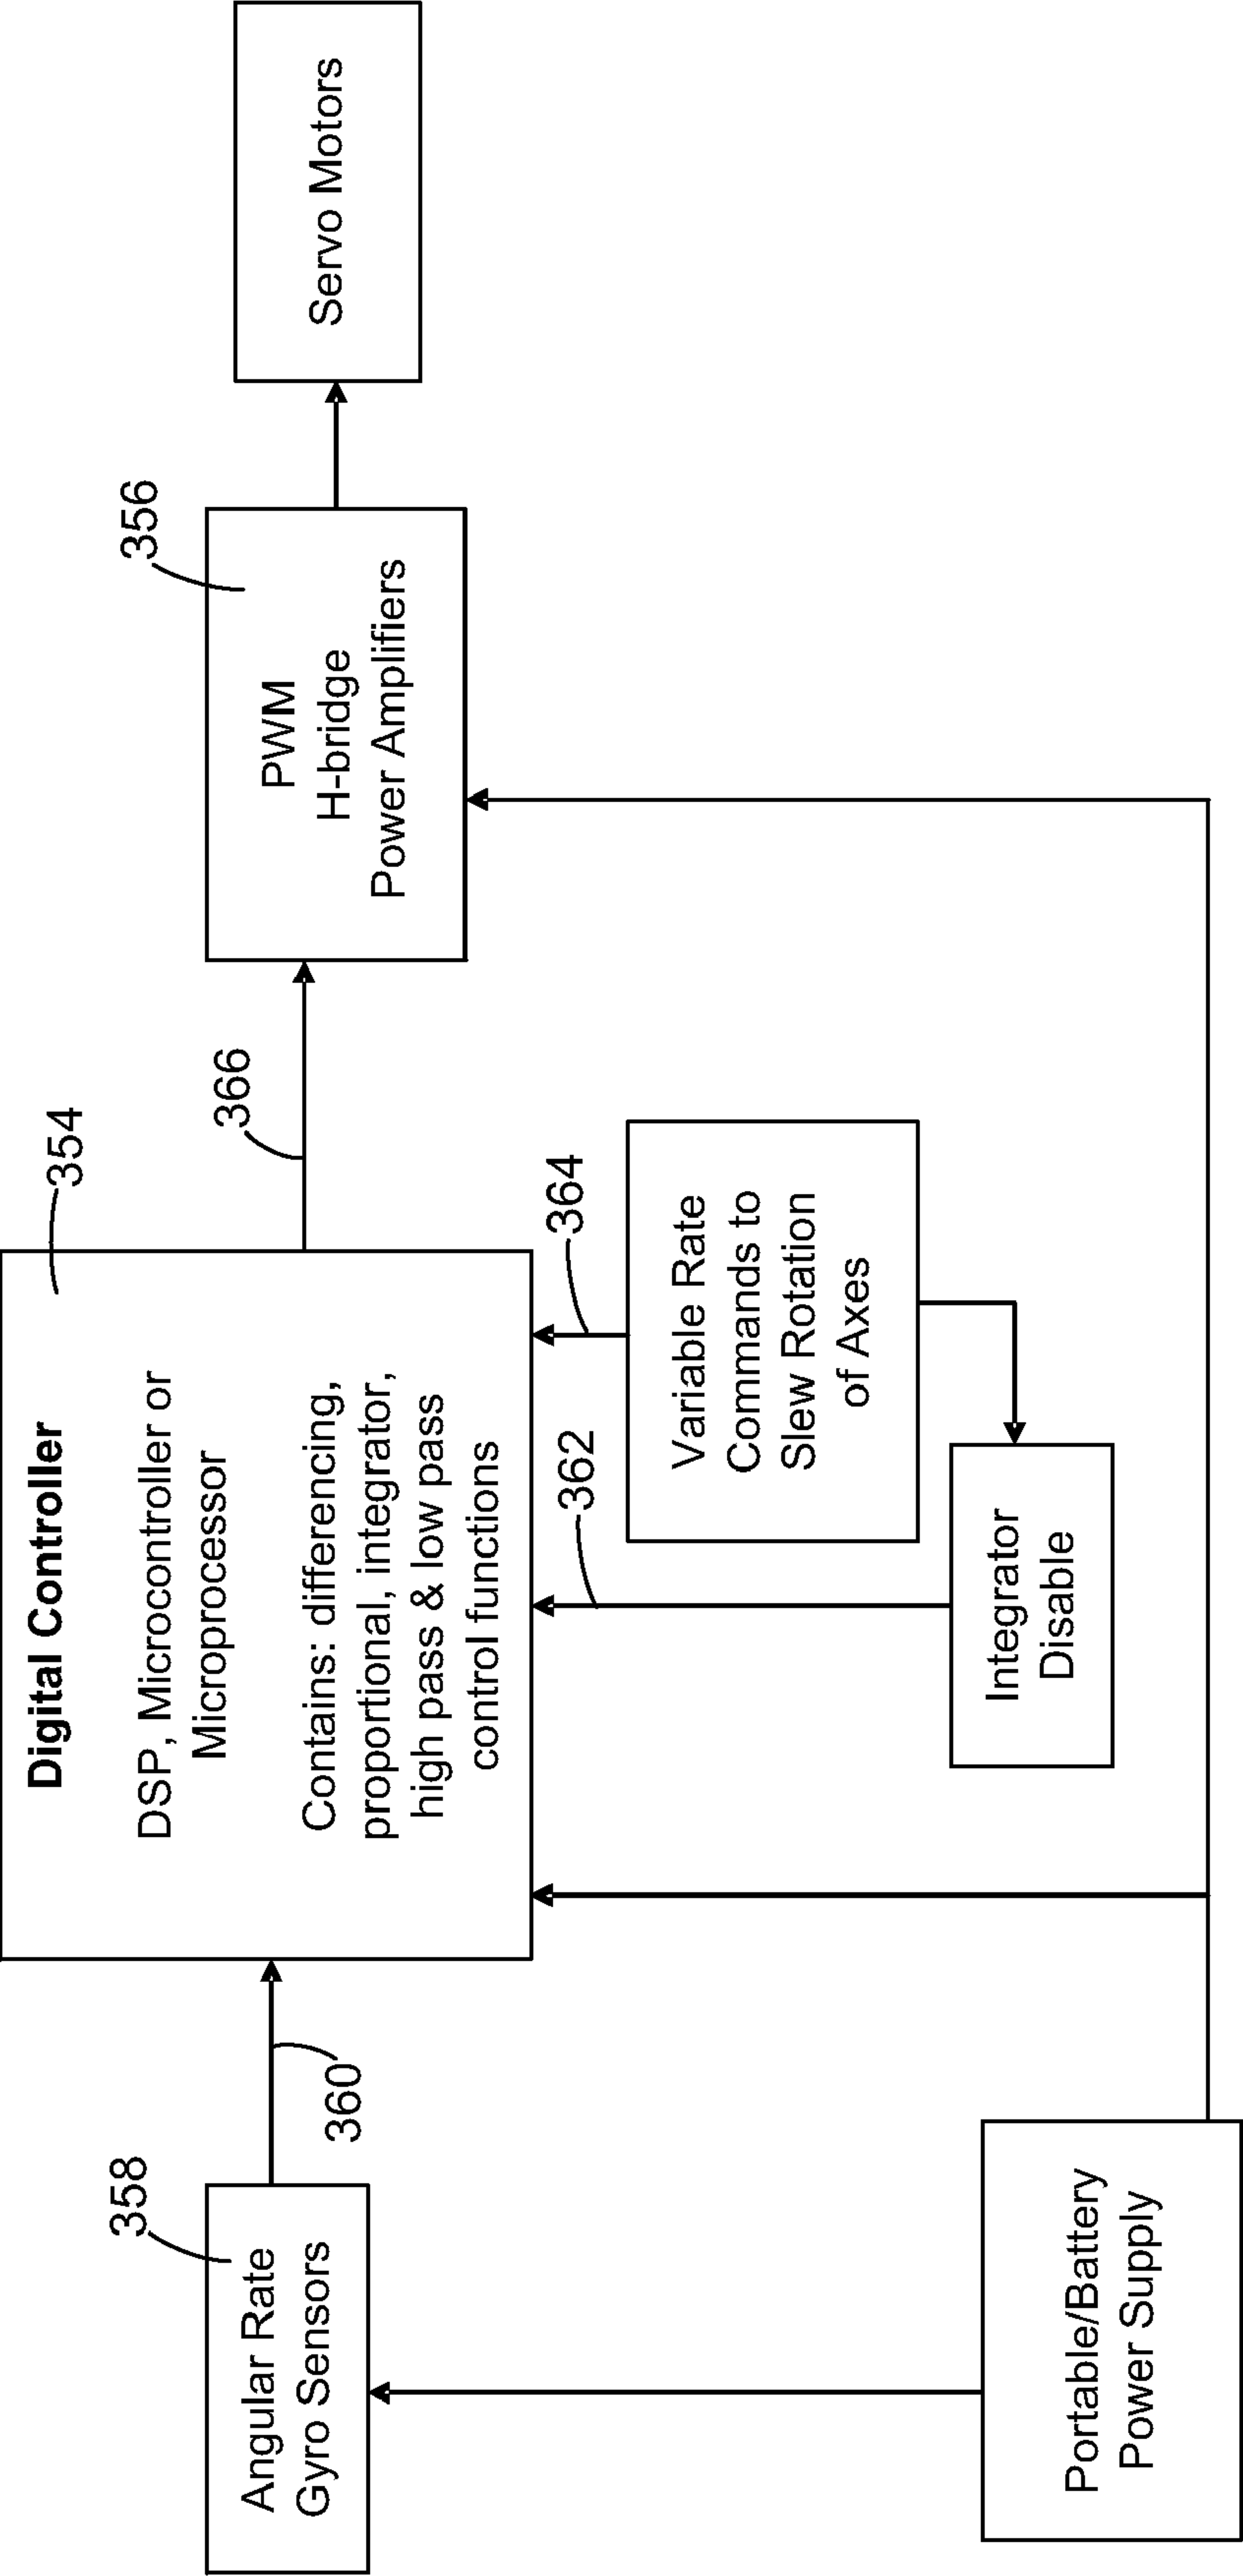 Digital Controller
DSP, Microcontroller or
Microprocessor
Contains: differencing,
proportional, integrator,
high pass & low pass
control functions
354
358
Angular Rate
Gyro Sensors
360
366
356
PWM
H-bridge
Power Amplifiers
Servo Motors
362
364
Variable Rate
Commands to
Slew Rotation
of Axes
Integrator
Disable
Portable/Battery
Power Supply